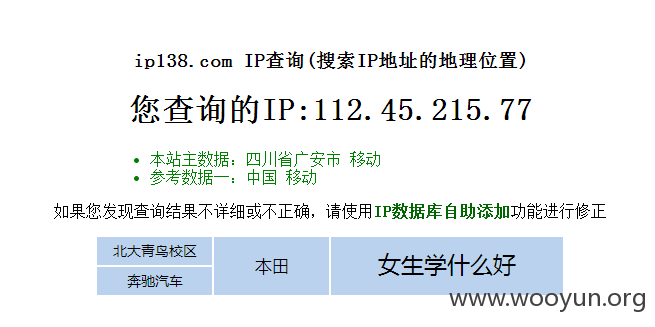 ip138.com IP查询(搜索IP地址的地理位置)
您查询的IP:112.45.215.77
本站主数据：四川省广安市 移动
参考数据一：中国 移动
如果您发现查询结果不详细或不正确，请使用IP数据库自助添加功能进行修正
北大青鸟校区
奔驰汽车
本田
女生学什么好
www.wooyun.org